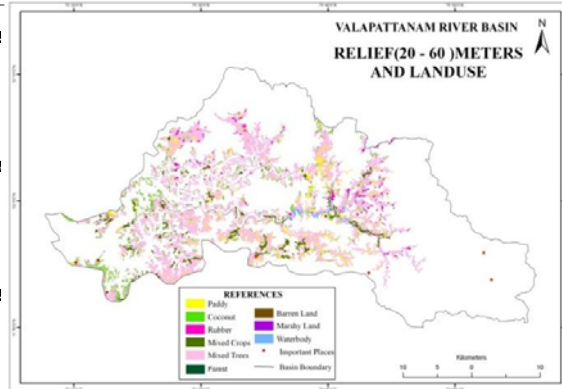 VALAPATTANAM RIVER BASIN
N
RELIEF(20 - 60 )METERS
AND LANDUSE
REFERENCES
Paddy
Coconut
Rubber
Mixed Crops
Mixed Trees
Forest
Barren Land
Marshy Land
Waterbody
Important Places
Basin Boundary
Kilometers
10
5
0
10